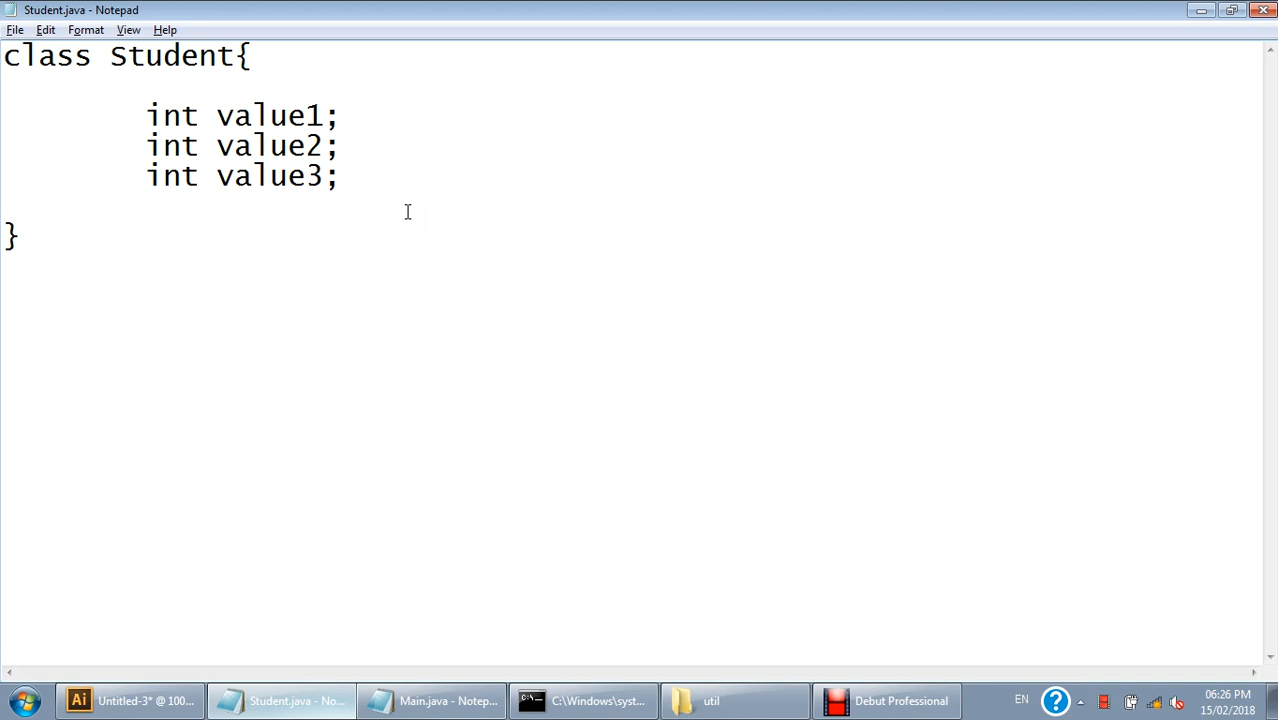 Student.java - Notepad
File Edit Format View Help
class Student{
int value1;
int value2;
int value3;
}
Ai Untitled-3* @ 100... Student.java - No... Main.java - Notep... C:\Windows\syst... util Debut Professional EN ? 06:26 PM
15/02/2018